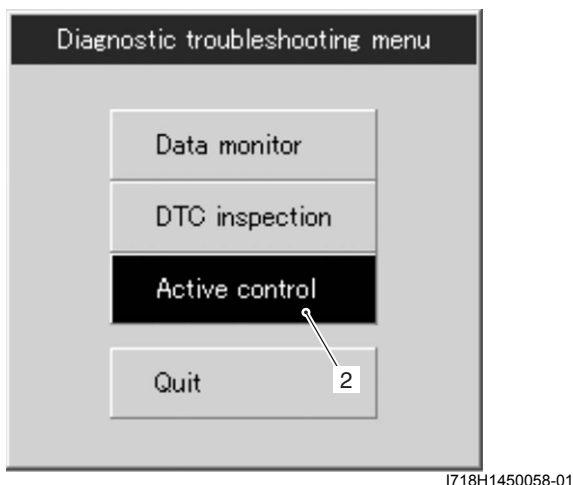 Diagnostic troubleshooting menu
Data monitor
DTC inspection
Active control
Quit
2
I718H1450058-01